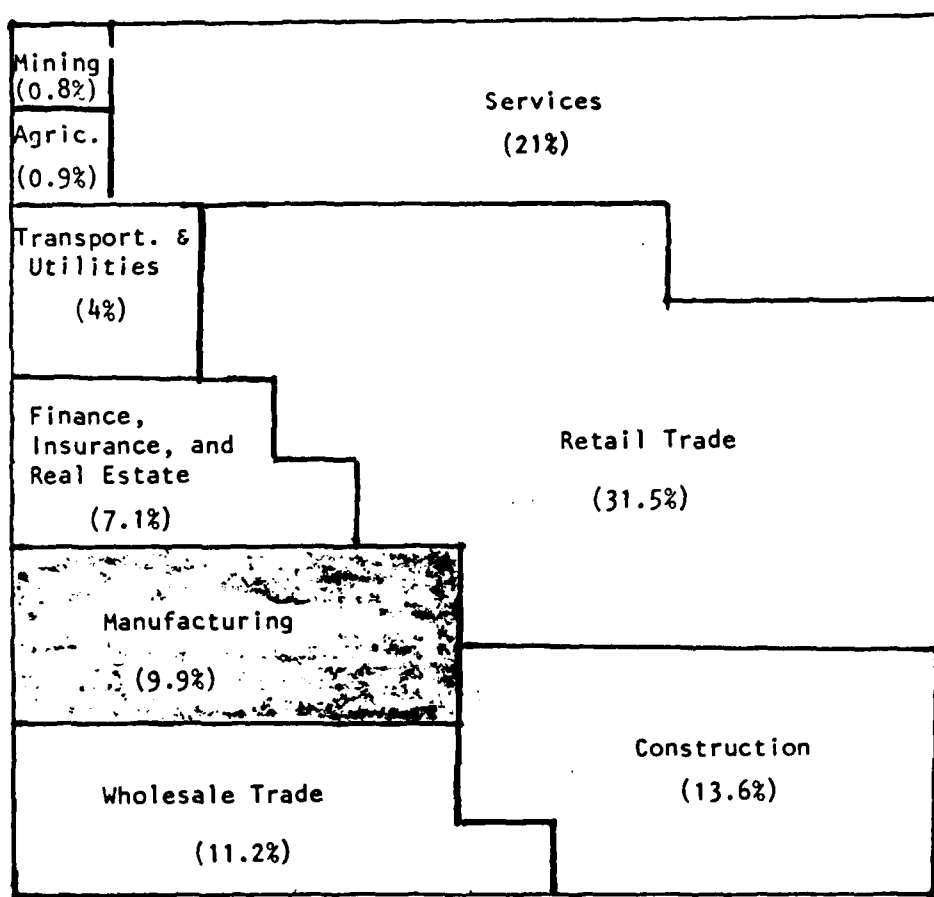 Mining
(0.8%)
Services
(21%)
Agric.
(0.9%)
Transport. &
Utilities
(4%)
Finance,
Insurance, and
Real Estate
(7.1%)
Retail Trade
(31.5%)
Manufacturing
(9.9%)
Construction
(13.6%)
Wholesale Trade
(11.2%)